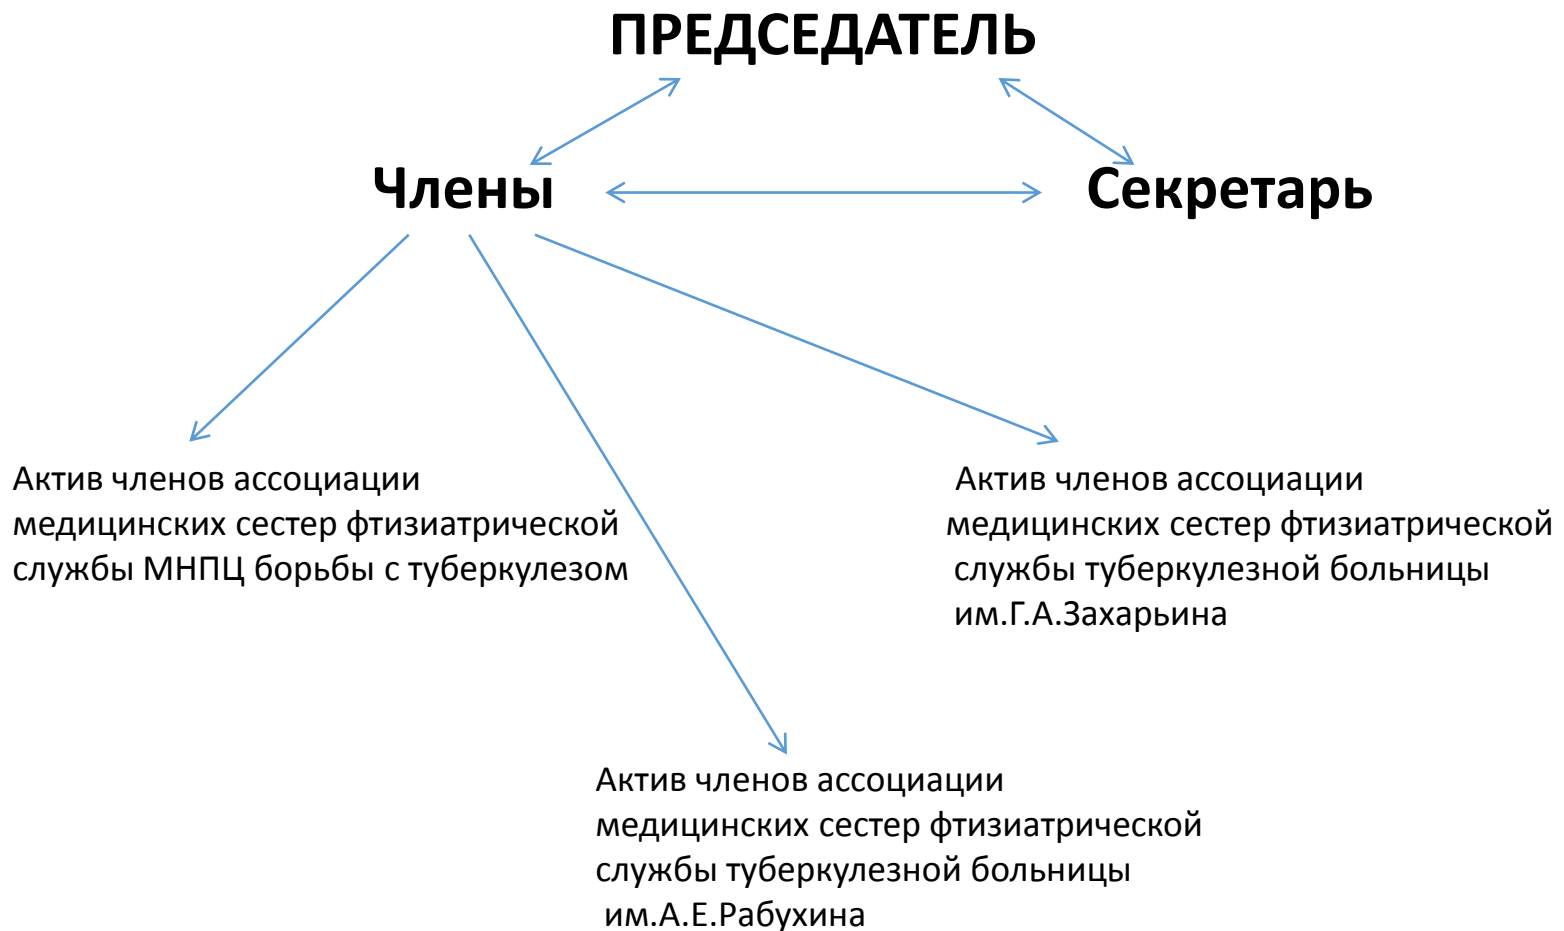 ПРЕДСЕДАТЕЛЬ
Члены
Секретарь
Актив членов ассоциации
медицинских сестер фтизиатрической
службы МНПЦ борьбы с туберкулезом
Актив членов ассоциации
медицинских сестер фтизиатрической
службы туберкулезной больницы
им.Г.А.Захарьина
Актив членов ассоциации
медицинских сестер фтизиатрической
службы туберкулезной больницы
им.А.Е.Рабухина